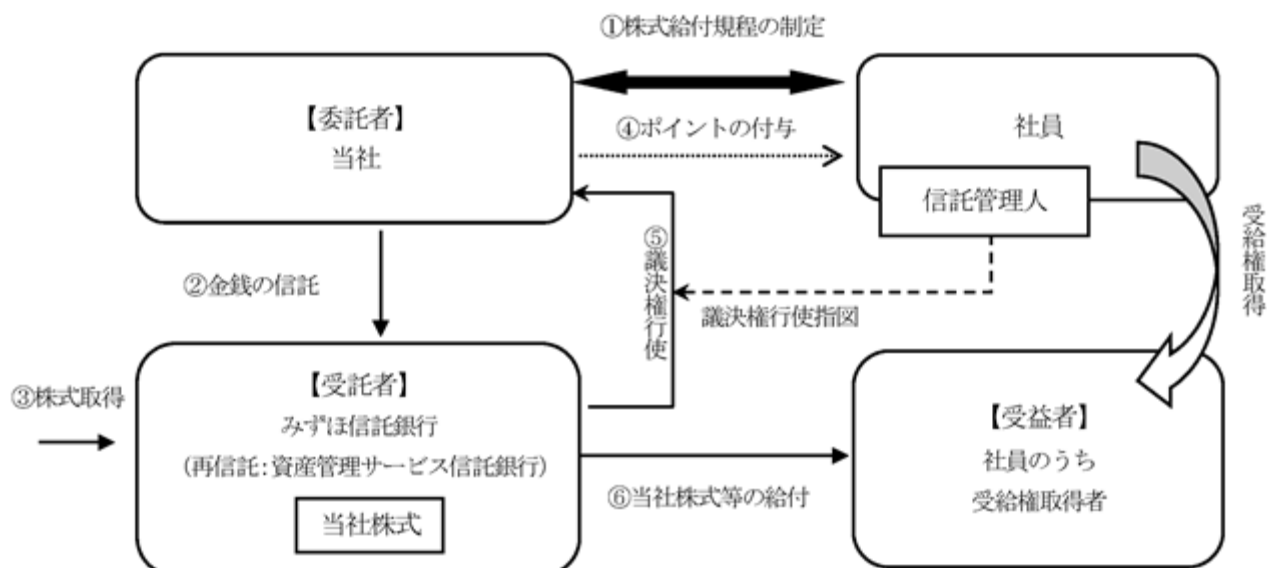 ①株式給付規程の制定
【委託者】
当社
④ポイントの付与
社員
信託管理人
受給権取得
②金銭の信託
⑤議決権行使
議決権行使指図
③株式取得
【受託者】
みずほ信託銀行
(再信託:資産管理サービス信託銀行)
当社株式
⑥当社株式等の給付
【受益者】
社員のうち
受給権取得者